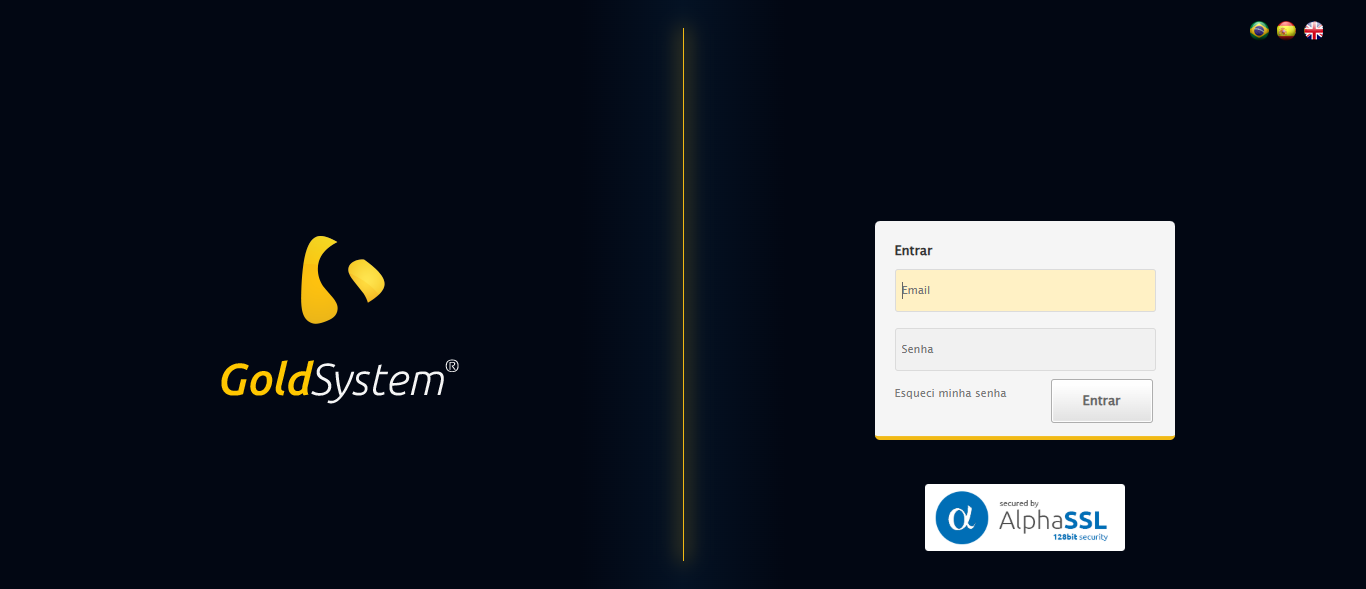 GoldSystem®
Entrar
Email
Senha
Esqueci minha senha
Entrar
secured by
α AlphaSSL
128bit security